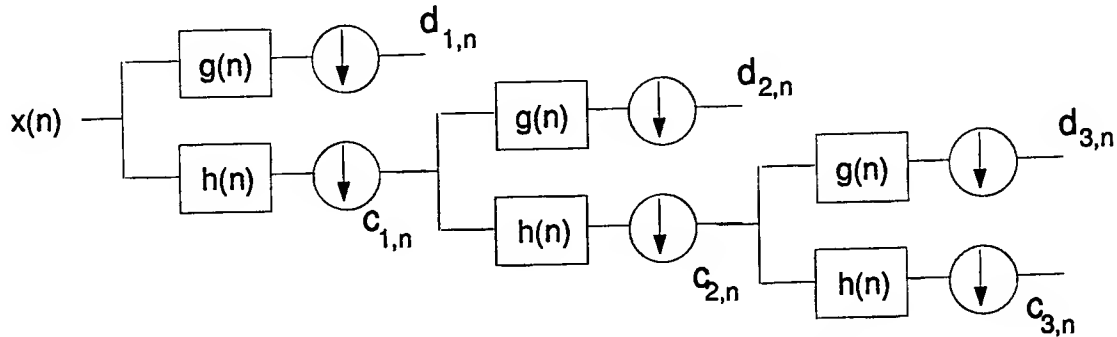 d1,n
g(n)
x(n)
h(n)
c1,n
d2,n
g(n)
h(n)
c2,n
d3,n
g(n)
h(n)
c3,n